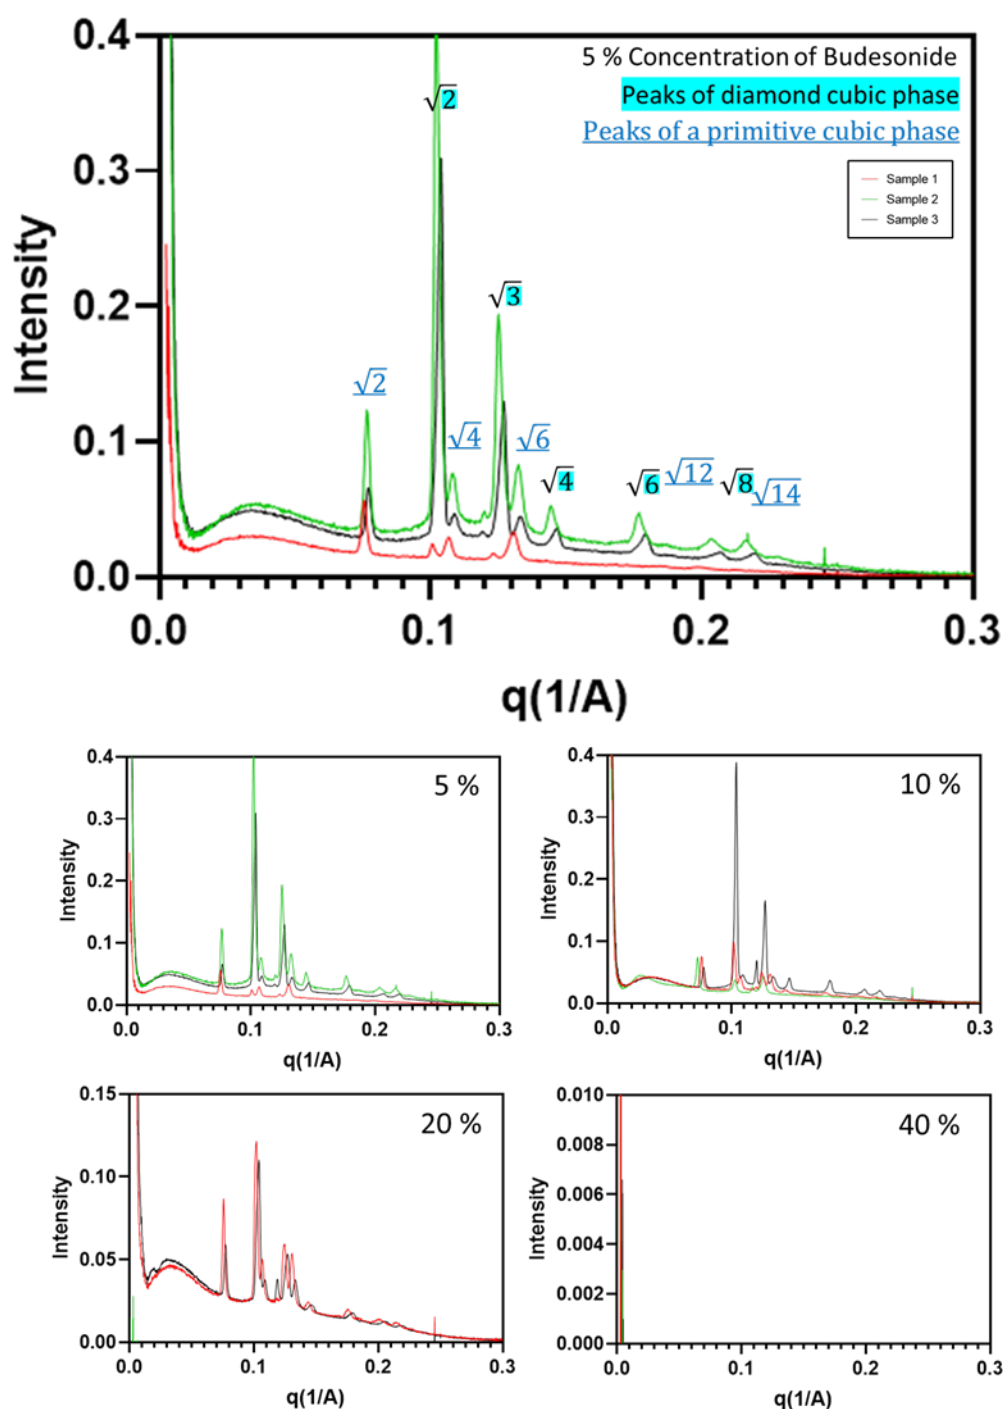 0.4
5 % Concentration of Budesonide
Peaks of diamond cubic phase
Peaks of a primitive cubic phase
Sample 1
Sample 2
Sample 3
√2
√3
√2
√4
√6
√4
√6
√12
√8
√14
0.3
0.2
0.1
0.0
Intensity
0.0 0.1 0.2 0.3
q(1/A)
5 %
0.4
0.3
0.2
0.1
0.0
Intensity
0.0 0.1 0.2 0.3
q(1/A)
10 %
0.4
0.3
0.2
0.1
0.0
Intensity
0.0 0.1 0.2 0.3
q(1/A)
20 %
0.15
0.10
0.05
0.00
Intensity
0.0 0.1 0.2 0.3
q(1/A)
40 %
0.010
0.008
0.006
0.004
0.002
0.000
Intensity
0.0 0.1 0.2 0.3
q(1/A)